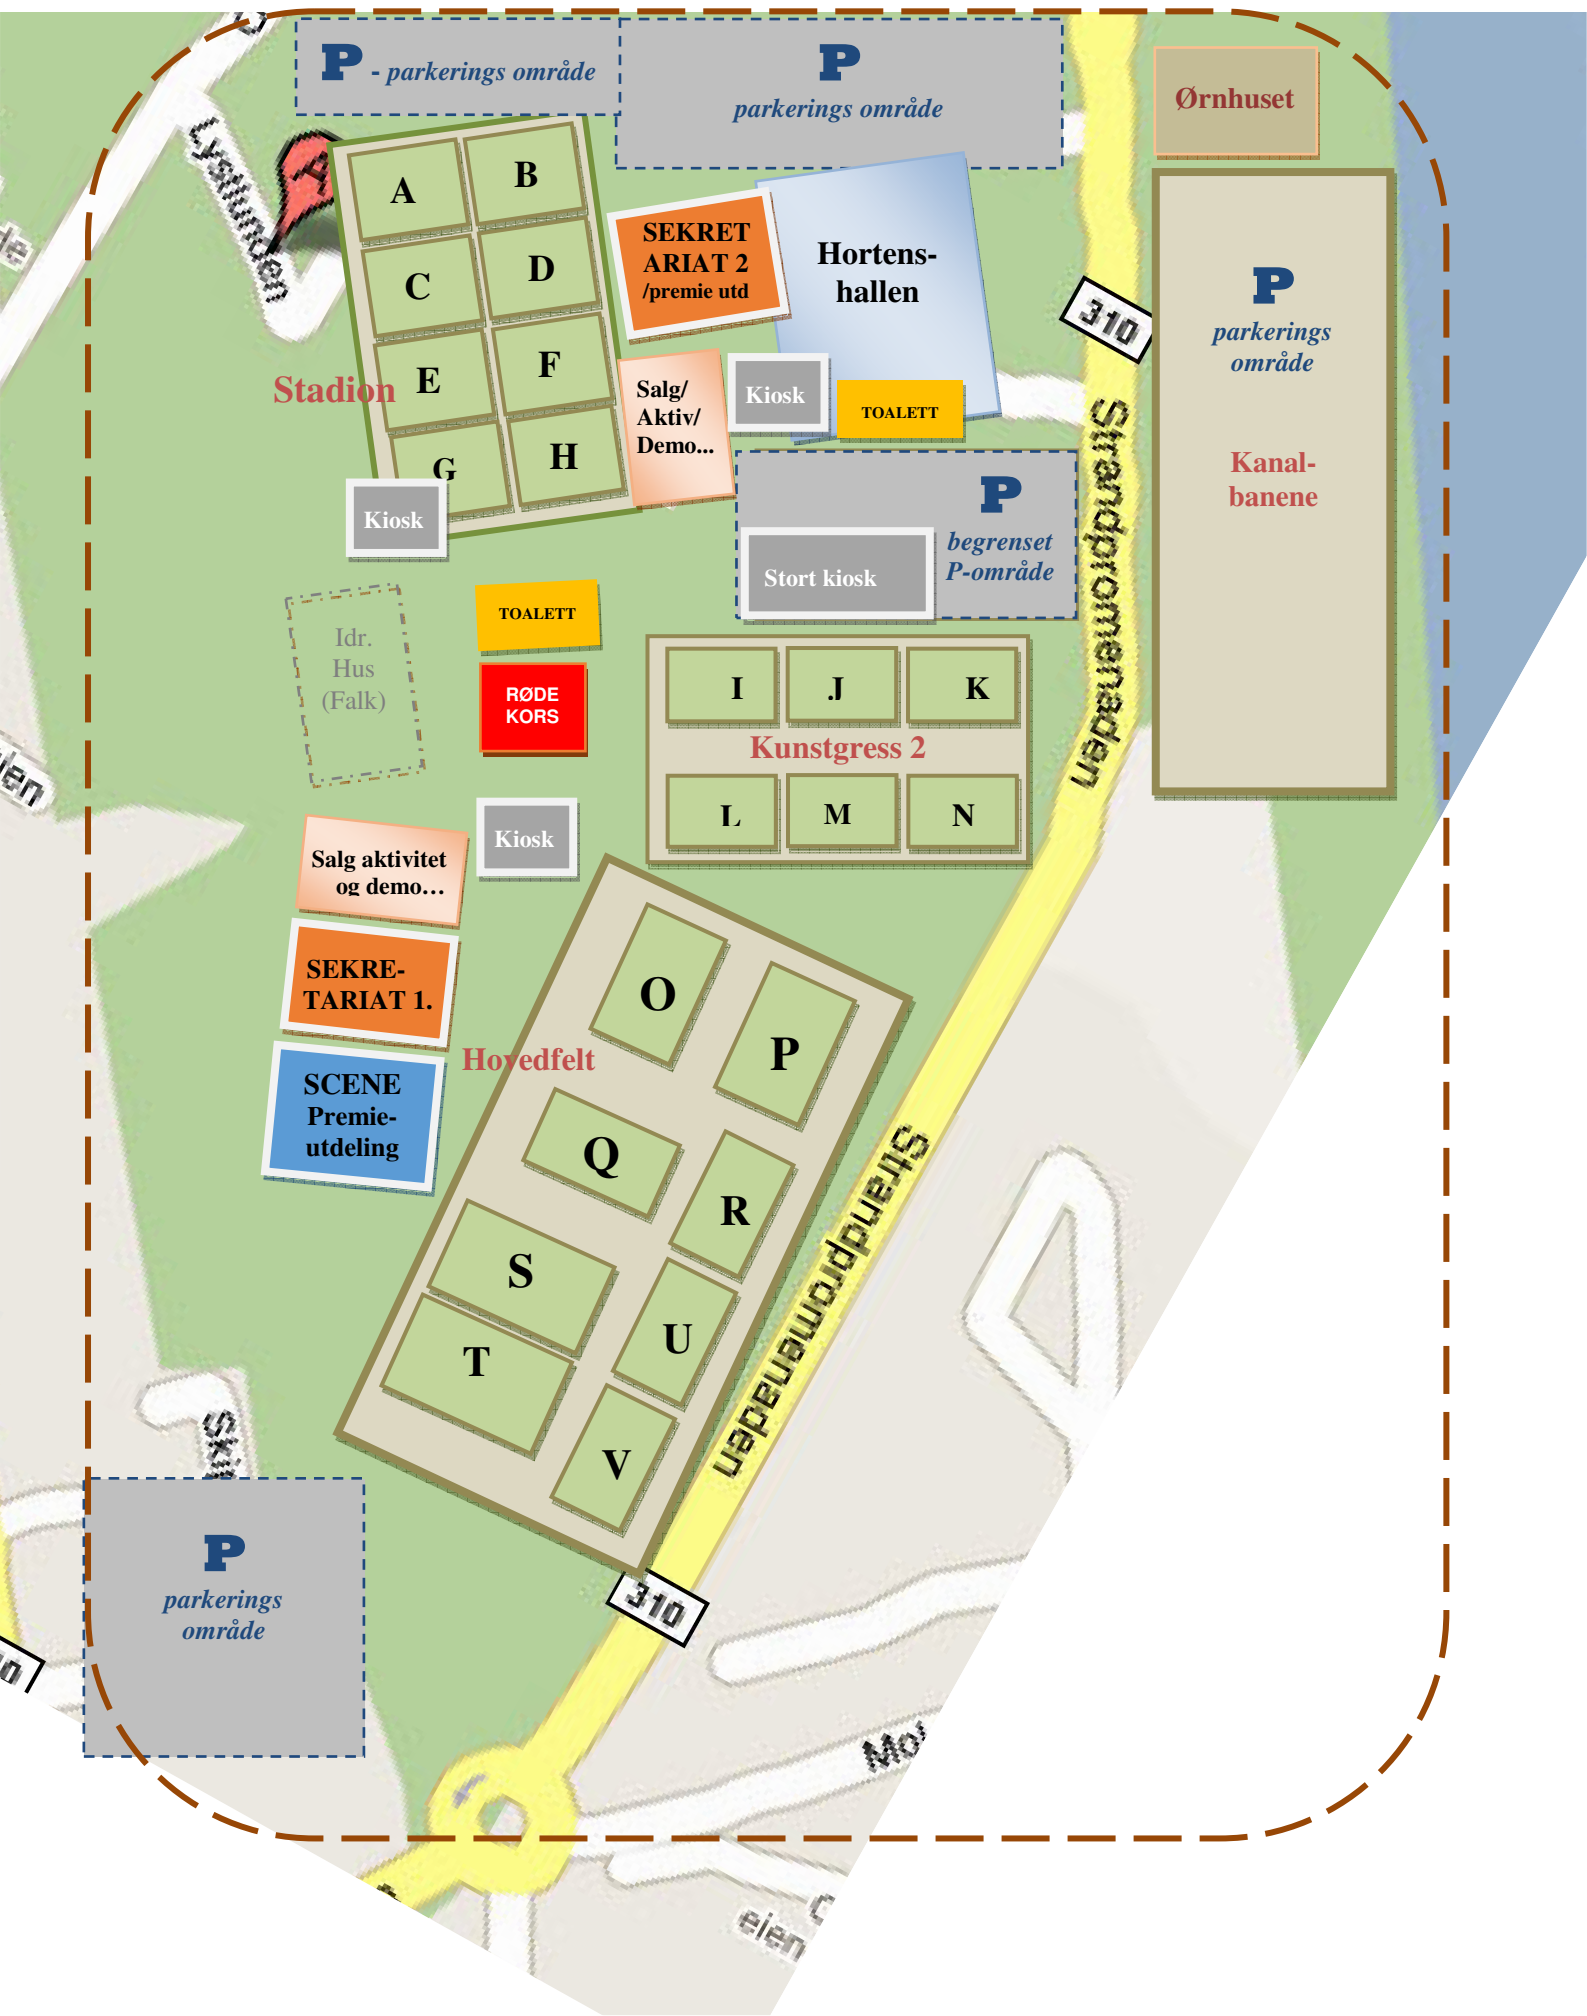 P - parkerings område
P
parkerings område
Ørnhuset
Lystlunden
A
A
B
C
D
E
F
G
H
Stadion
SEKRET
ARIAT 2
/premie utd
Hortens-
hallen
310
P
parkerings
område
Kanal-
banene
Salg/
Aktiv/
Demo...
Kiosk
TOALETT
Kiosk
P
begrenset
P-område
Stort kiosk
Strandpromenaden
Idr.
Hus
(Falk)
TOALETT
RØDE
KORS
I
J
K
Kunstgress 2
L
M
N
Kiosk
Salg aktivitet
og demo...
SEKRE-
TARIAT 1.
SCENE
Premie-
utdeling
Hovedfelt
O
P
Q
R
S
T
U
V
Strandpromenaden
P
parkerings
område
310
elen